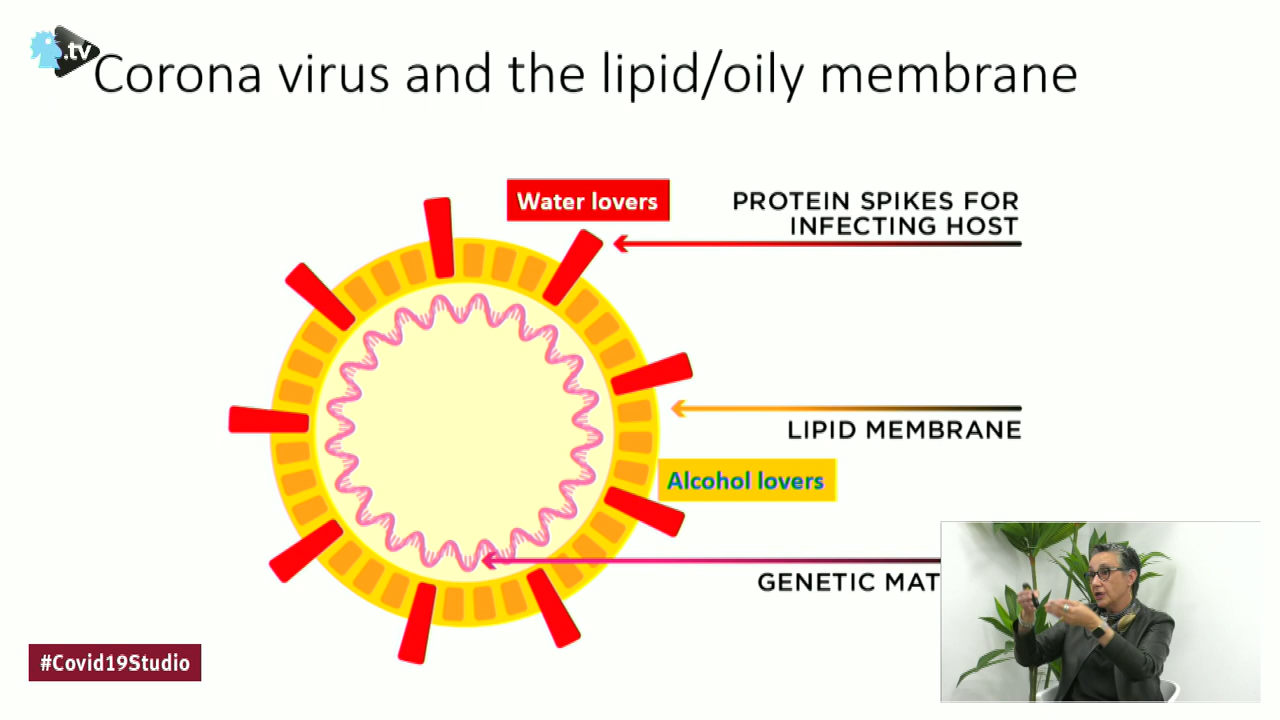 .tv
Corona virus and the lipid/oily membrane
Water lovers
PROTEIN SPIKES FOR
INFECTING HOST
LIPID MEMBRANE
Alcohol lovers
GENETIC MAT
#Covid19Studio